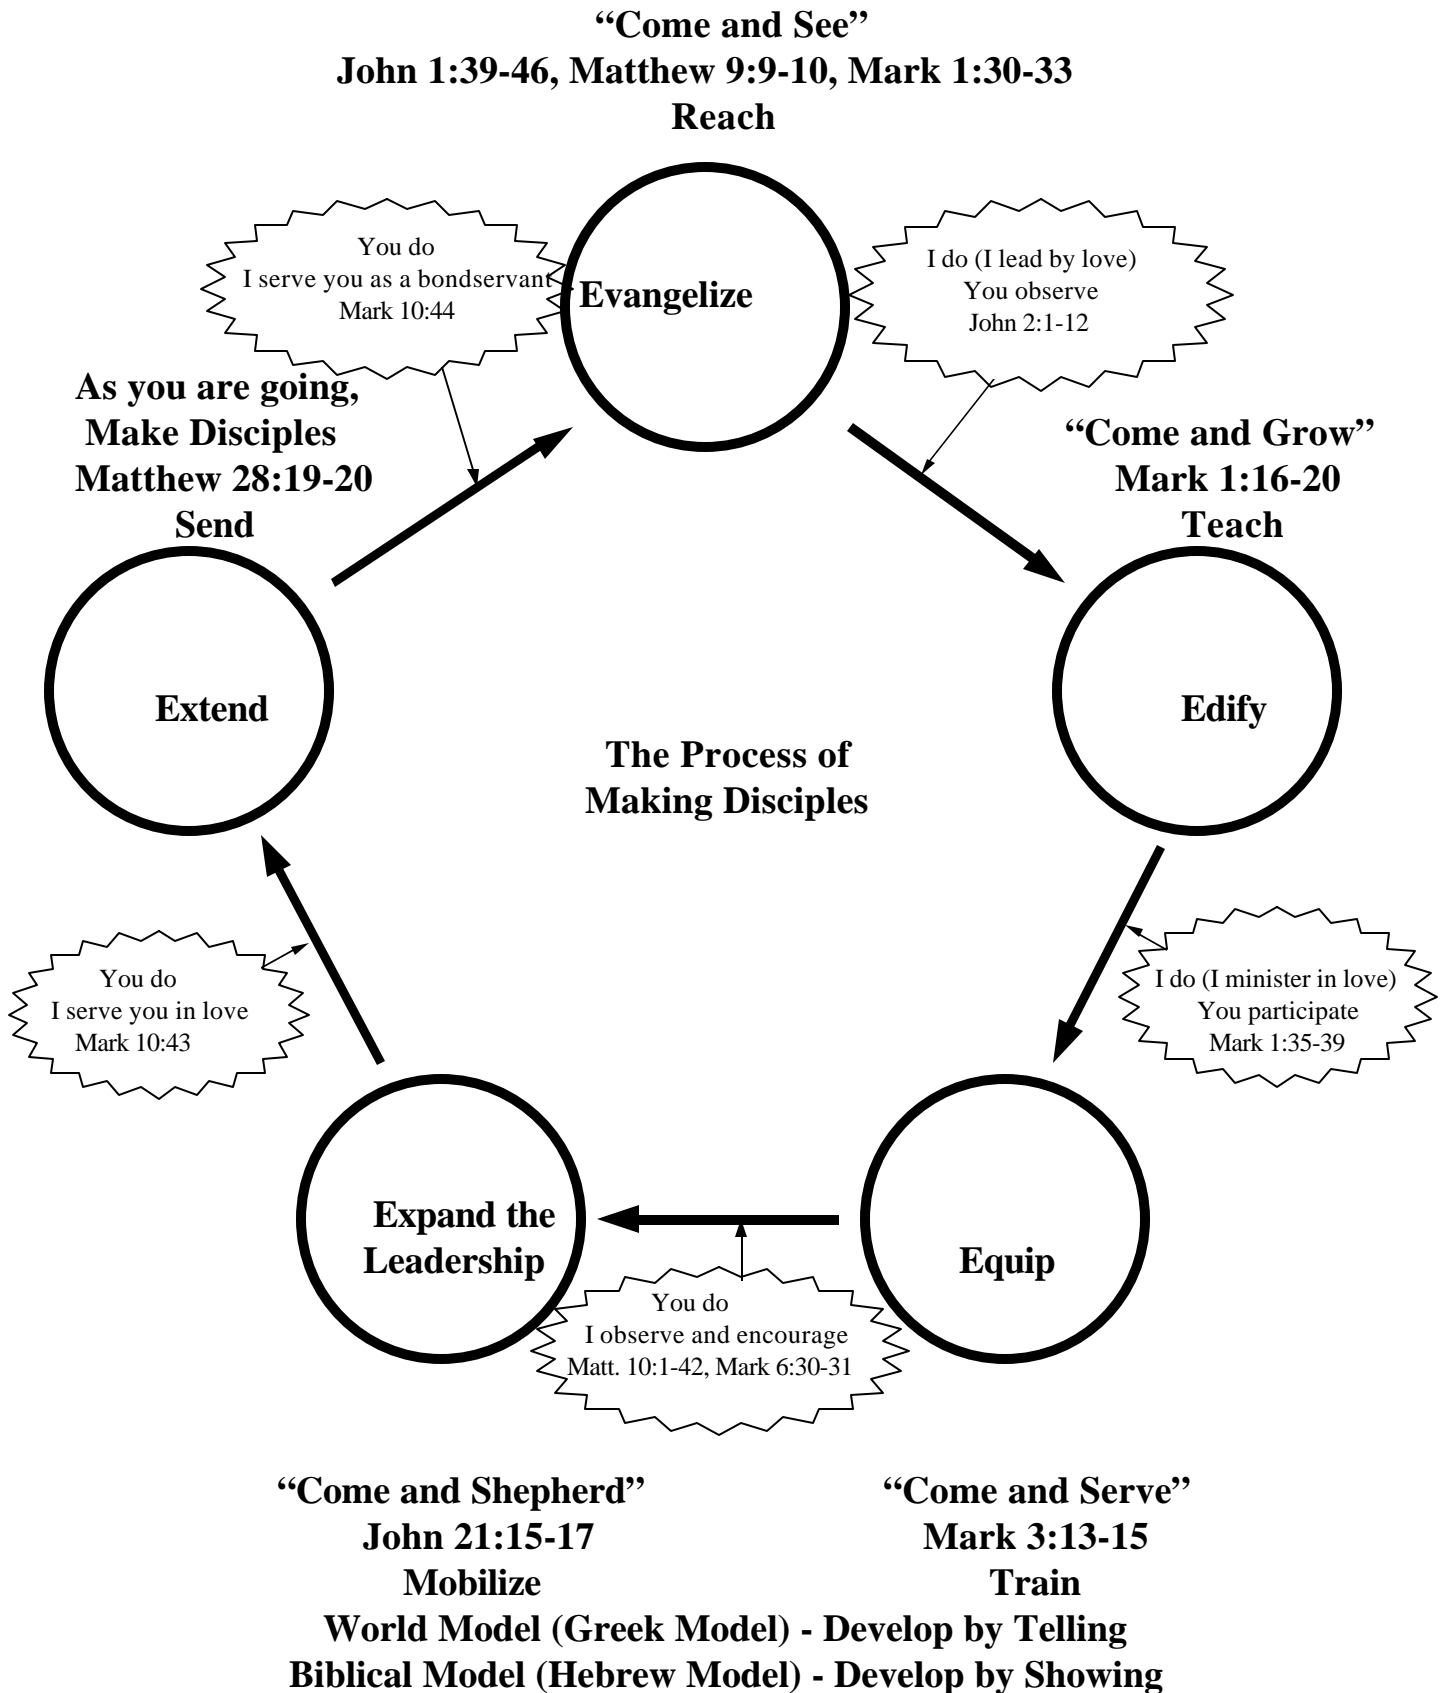 “Come and See”
John 1:39-46, Matthew 9:9-10, Mark 1:30-33
Reach
You do
I serve you as a bondservant
Mark 10:44
Evangelize
I do (I lead by love)
You observe
John 2:1-12
As you are going,
Make Disciples
Matthew 28:19-20
Send
“Come and Grow”
Mark 1:16-20
Teach
Extend
Edify
The Process of
Making Disciples
You do
I serve you in love
Mark 10:43
I do (I minister in love)
You participate
Mark 1:35-39
Expand the
Leadership
Equip
You do
I observe and encourage
Matt. 10:1-42, Mark 6:30-31
“Come and Shepherd”
John 21:15-17
Mobilize
“Come and Serve”
Mark 3:13-15
Train
World Model (Greek Model) - Develop by Telling
Biblical Model (Hebrew Model) - Develop by Showing